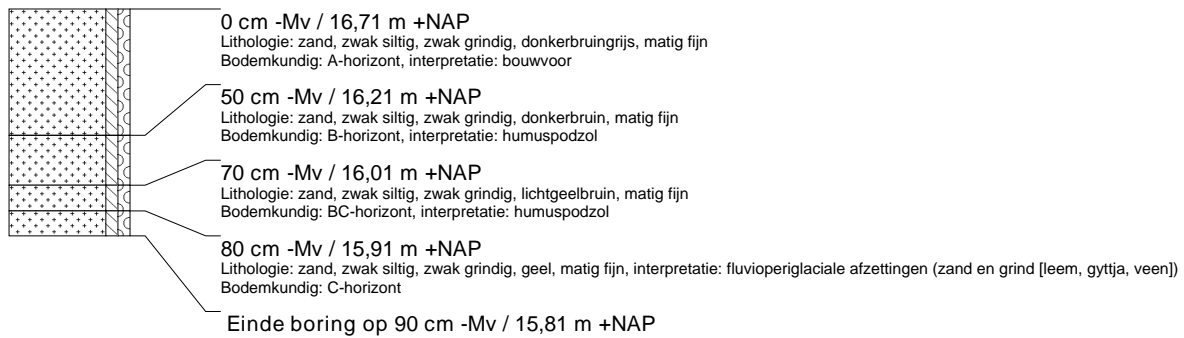 0 cm -Mv / 16,71 m +NAP
Lithologie: zand, zwak siltig, zwak grindig, donkerbruingrijs, matig fijn
Bodemkundig: A-horizont, interpretatie: bouwvoor
50 cm -Mv / 16,21 m +NAP
Lithologie: zand, zwak siltig, zwak grindig, donkerbruin, matig fijn
Bodemkundig: B-horizont, interpretatie: humuspodzol
70 cm -Mv / 16,01 m +NAP
Lithologie: zand, zwak siltig, zwak grindig, lichtgeelbruin, matig fijn
Bodemkundig: BC-horizont, interpretatie: humuspodzol
80 cm -Mv / 15,91 m +NAP
Lithologie: zand, zwak siltig, zwak grindig, geel, matig fijn, interpretatie: fluvioperiglaciale afzettingen (zand en grind [leem, gyttja, veen])
Bodemkundig: C-horizont
Einde boring op 90 cm -Mv / 15,81 m +NAP